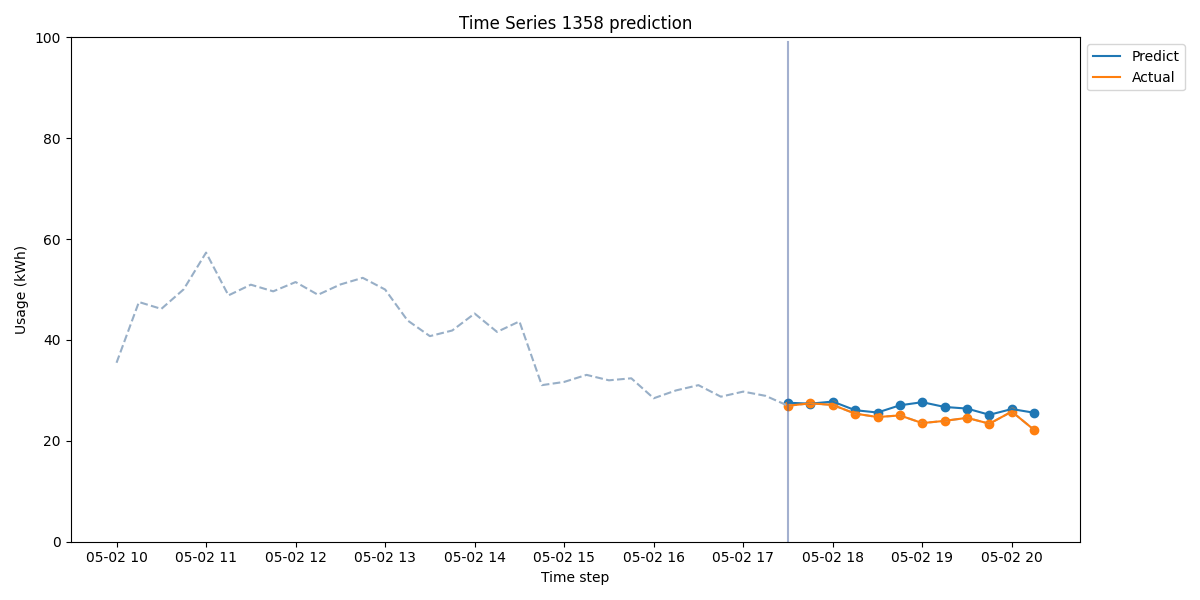 Time Series 1358 prediction
Predict
Actual
Usage (kWh)
100
80
60
40
20
0
05-02 10 05-02 11 05-02 12 05-02 13 05-02 14 05-02 15 05-02 16 05-02 17 05-02 18 05-02 19 05-02 20
Time step